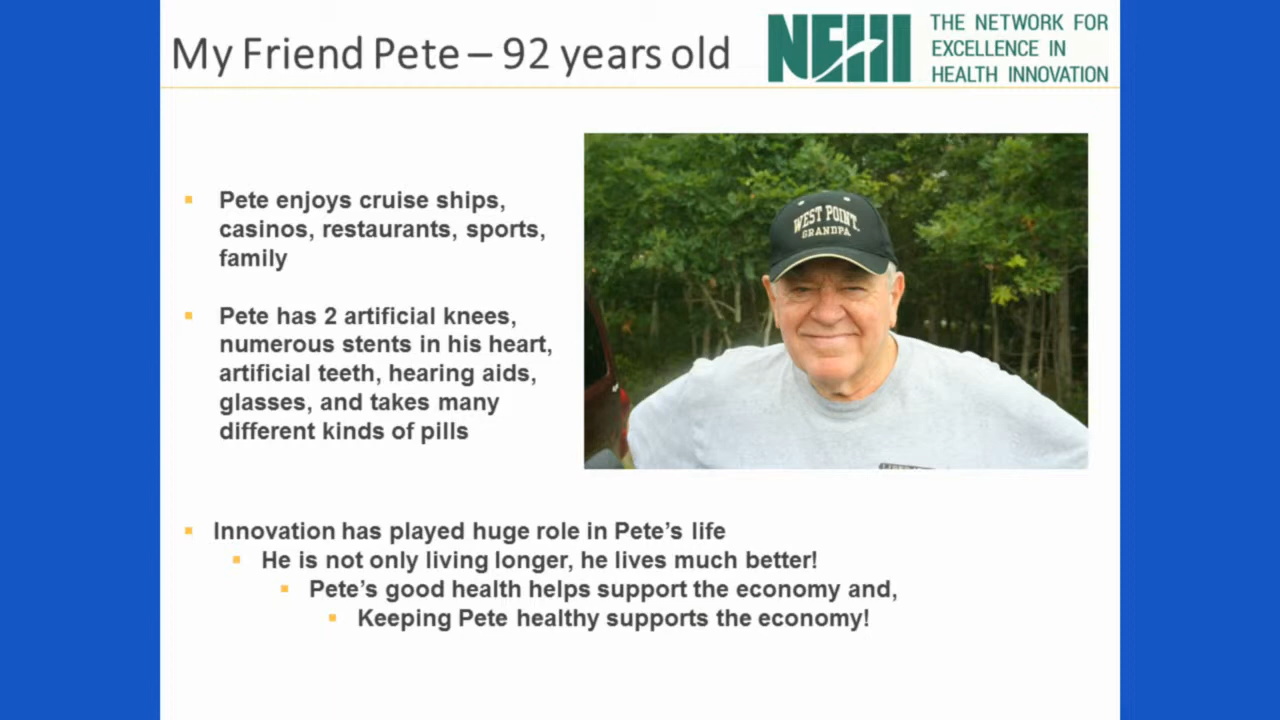 My Friend Pete – 92 years old
NEHI
THE NETWORK FOR
EXCELLENCE IN
HEALTH INNOVATION
Pete enjoys cruise ships,
casinos, restaurants, sports,
family
Pete has 2 artificial knees,
numerous stents in his heart,
artificial teeth, hearing aids,
glasses, and takes many
different kinds of pills
WEST POINT.
GRANDPA
Innovation has played huge role in Pete’s life
He is not only living longer, he lives much better!
Pete’s good health helps support the economy and,
Keeping Pete healthy supports the economy!